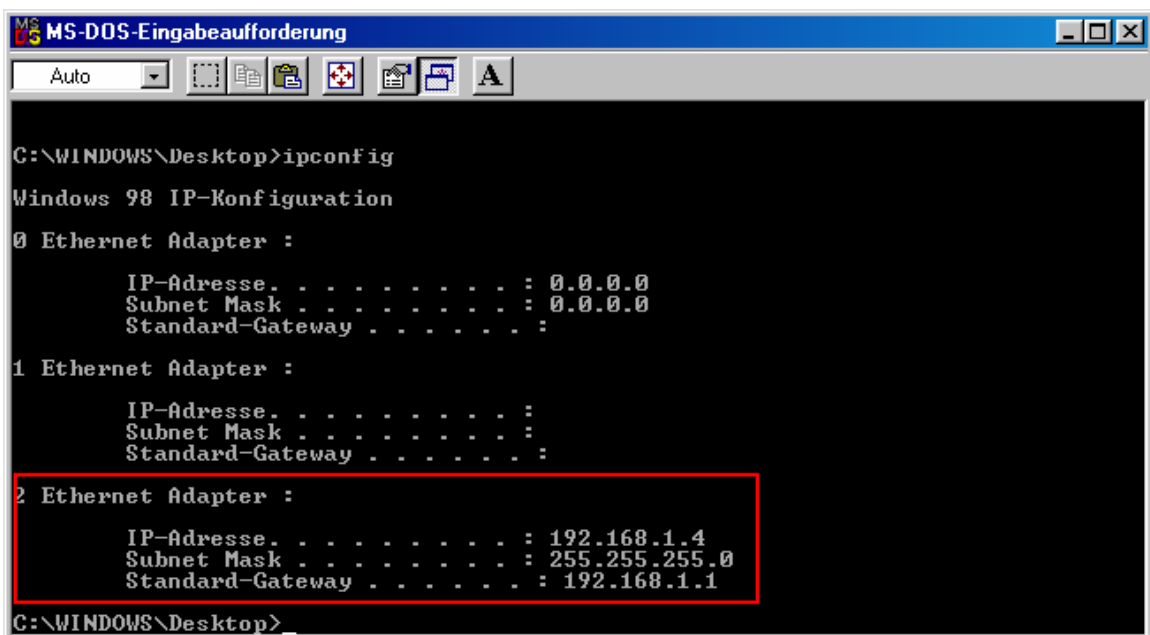 MS-DOS-Eingabeaufforderung
Auto
A
C:\WINDOWS\Desktop>ipconfig
Windows 98 IP-Konfiguration
0 Ethernet Adapter :
IP-Adresse. . . . . . . . . : 0.0.0.0
Subnet Mask . . . . . . . . : 0.0.0.0
Standard-Gateway . . . . . . :
1 Ethernet Adapter :
IP-Adresse. . . . . . . . . :
Subnet Mask . . . . . . . . :
Standard-Gateway . . . . . . :
2 Ethernet Adapter :
IP-Adresse. . . . . . . . . : 192.168.1.4
Subnet Mask . . . . . . . . : 255.255.255.0
Standard-Gateway . . . . . . : 192.168.1.1
C:\WINDOWS\Desktop>_